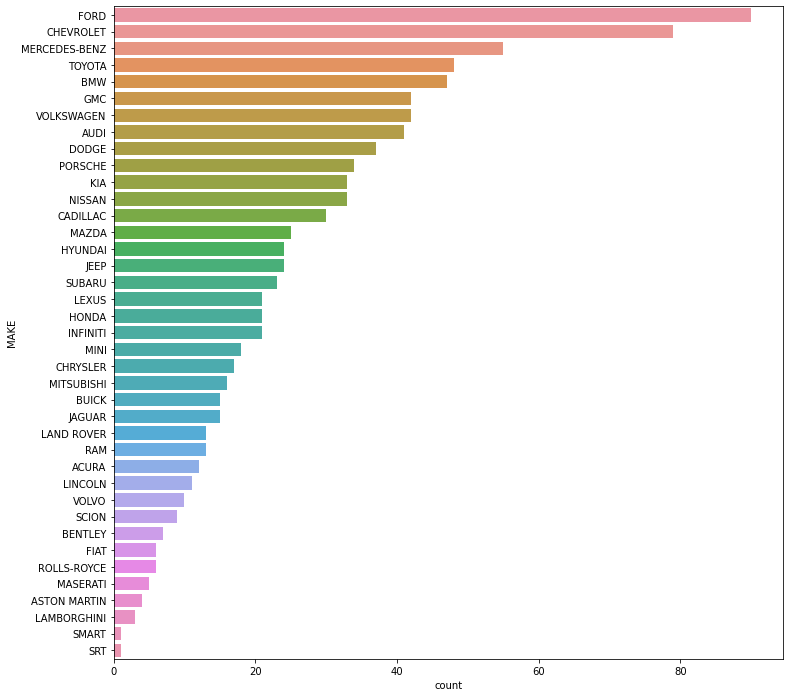 FORD
CHEVROLET
MERCEDES-BENZ
TOYOTA
BMW
GMC
VOLKSWAGEN
AUDI
DODGE
PORSCHE
KIA
NISSAN
CADILLAC
MAZDA
HYUNDAI
JEEP
SUBARU
LEXUS
HONDA
INFINITI
MINI
CHRYSLER
MITSUBISHI
BUICK
JAGUAR
LAND ROVER
RAM
ACURA
LINCOLN
VOLVO
SCION
BENTLEY
FIAT
ROLLS-ROYCE
MASERATI
ASTON MARTIN
LAMBORGHINI
SMART
SRT
MAKE
0 20 40 60 80
count